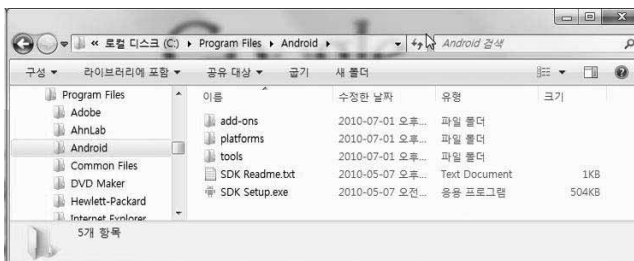 « 로컬 디스크 (C:) ▸ Program Files ▸ Android ▸ Android 검색
구성 ▾ 라이브러리에 포함 ▾ 공유 대상 ▾ 굽기 새 폴더
Program Files
Adobe
AhnLab
Android
Common Files
DVD Maker
Hewlett-Packard
Internet Explorer
이름 수정한 날짜 유형 크기
add-ons 2010-07-01 오후... 파일 폴더
platforms 2010-07-01 오후... 파일 폴더
tools 2010-07-01 오후... 파일 폴더
SDK Readme.txt 2010-05-07 오후... Text Document 1KB
SDK Setup.exe 2010-05-07 오전... 응용 프로그램 504KB
5개 항목